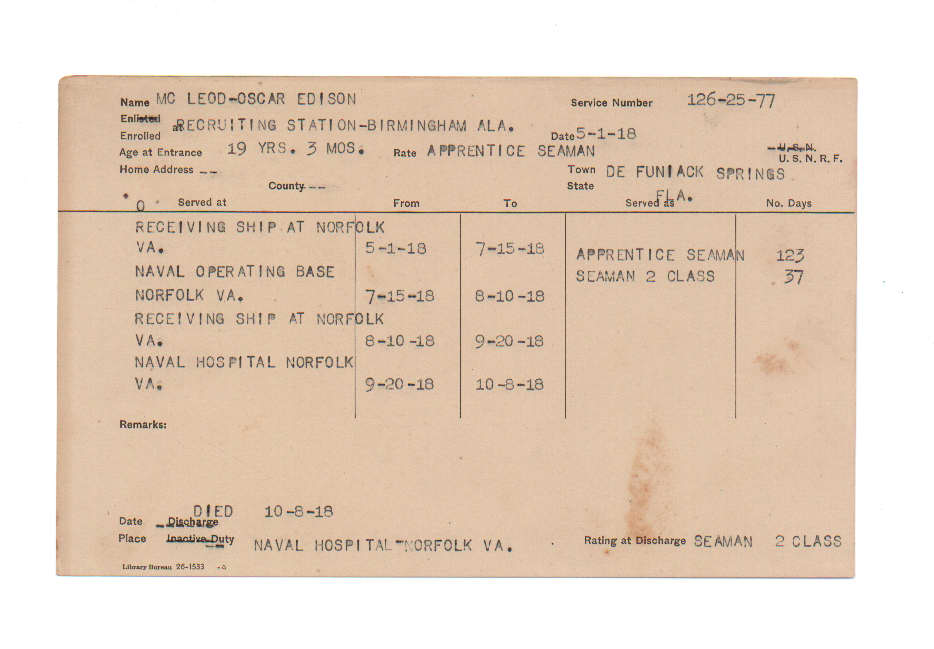 Name MC LEOD-OSCAR EDISON Service Number 126-25-77
Enlisted
Enrolled at RECRUITING STATION-BIRMINGHAM ALA. Date 5-1-18
Age at Entrance 19 YRS. 3 MOS. Rate APPRENTICE SEAMAN U.S.N.
U. S. N. R. F.
Home Address -- Town DE FUNIACK SPRINGS
County -- State FLA.
0 Served at From To Served as No. Days
RECEIVING SHIP AT NORFOLK
VA. 5-1-18 7-15-18 APPRENTICE SEAMAN 123
NAVAL OPERATING BASE SEAMAN 2 CLASS 37
NORFOLK VA. 7-15-18 8-10-18
RECEIVING SHIP AT NORFOLK
VA. 8-10-18 9-20-18
NAVAL HOSPITAL NORFOLK
VA. 9-20-18 10-8-18
Remarks:
DIED 10-8-18
Date Discharge
Place Inactive Duty NAVAL HOSPITAL-NORFOLK VA. Rating at Discharge SEAMAN 2 CLASS
Library Bureau 26-1533